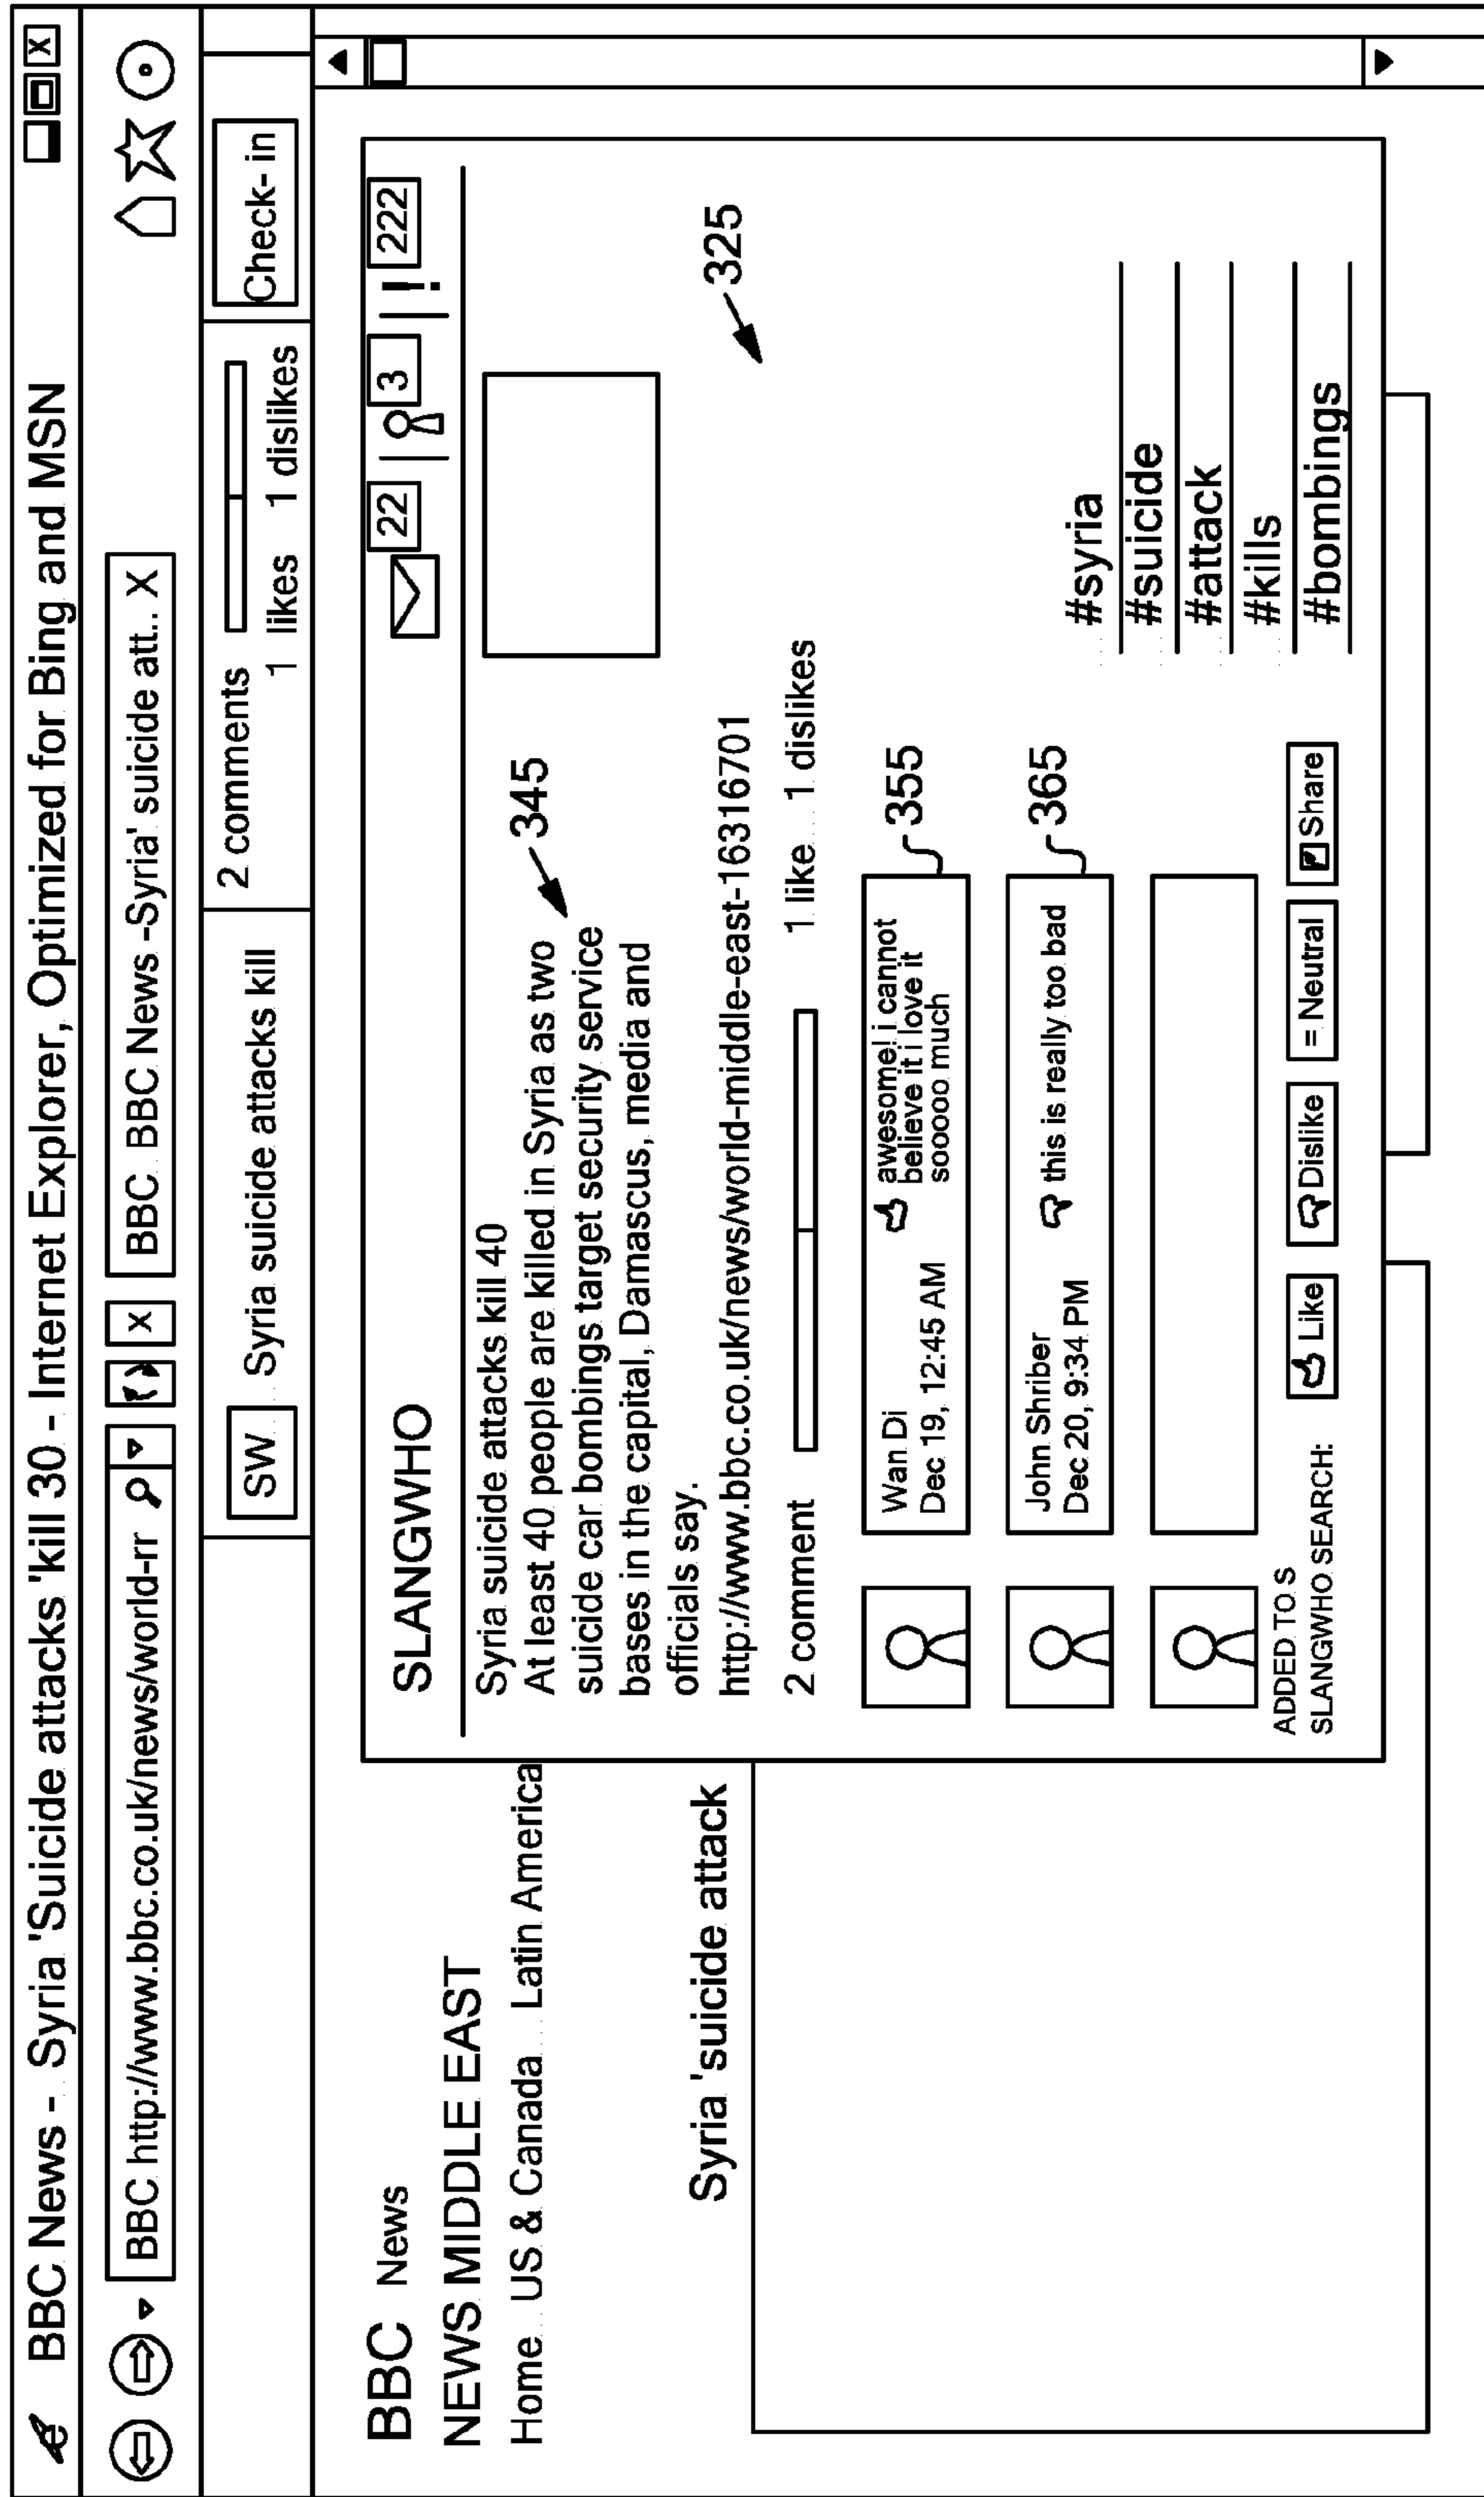 BBC News - Syria 'Suicide attacks 'kill 30 - Internet Explorer, Optimized for Bing and MSN
X
BBC http://www.bbc.co.uk/news/world-rr
X
BBC BBC News -Syria' suicide att.. X
SW
Syria suicide attacks kill
2 comments
1 likes 1 dislikes
Check- in
BBC News
NEWS MIDDLE EAST
Home US & Canada Latin America
Syria 'suicide attack
SLANGWHO
22
3
! 222
Syria suicide attacks kill 40
At least 40 people are killed in Syria as two
suicide car bombings target security service
bases in the capital, Damascus, media and
officials say.
http://www.bbc.co.uk/news/world-middle-east-16316701
345
325
2 comment
1 like 1 dislikes
Wan Di
Dec 19, 12:45 AM
awesome! i cannot
believe it i love it
sooooo much
355
John Shriber
Dec 20, 9:34 PM
this is really too bad
365
#syria
#suicide
#attack
#kills
#bombings
ADDED TO S
SLANGWHO SEARCH:
Like
Dislike
= Neutral
Share